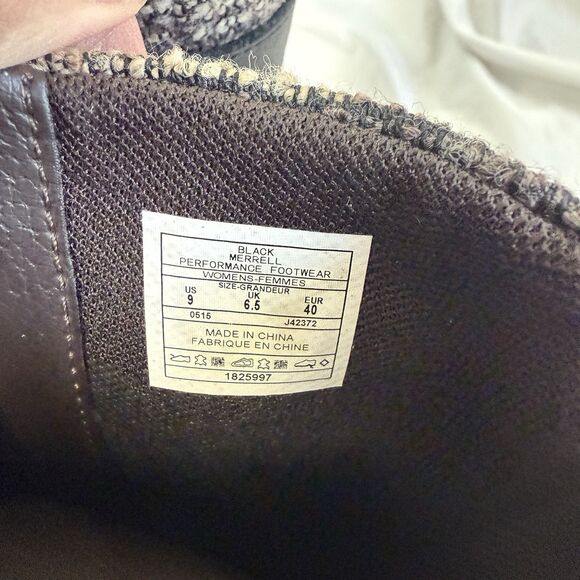 BLACK
MERRELL
PERFORMANCE FOOTWEAR
WOMENS-FEMMES
SIZE-GRANDEUR
US UK EUR
9 6.5 40
0515 J42372
MADE IN CHINA
FABRIQUE EN CHINE
1825997